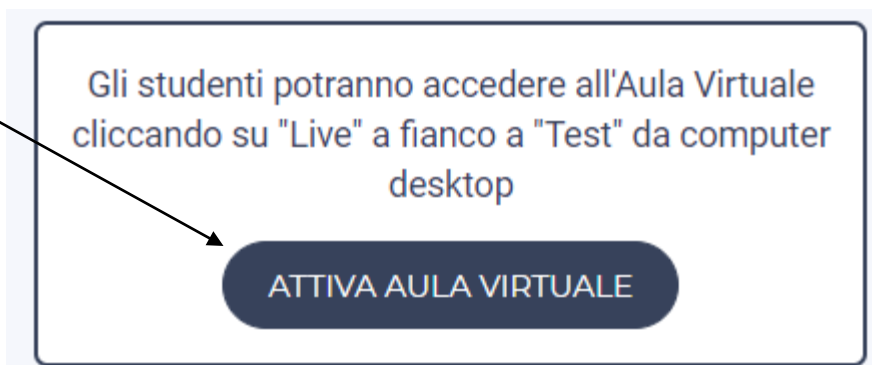 Gli studenti potranno accedere all'Aula Virtuale
cliccando su "Live" a fianco a "Test" da computer
desktop
ATTIVA AULA VIRTUALE